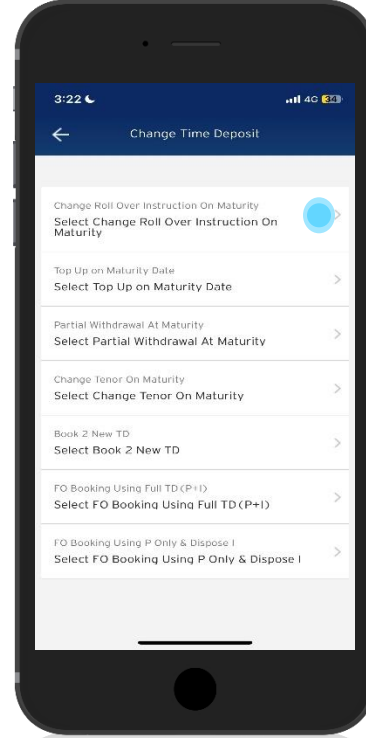 3:22 4G 34
Change Time Deposit
Change Roll Over Instruction On Maturity
Select Change Roll Over Instruction On
Maturity
Top Up on Maturity Date
Select Top Up on Maturity Date
Partial Withdrawal At Maturity
Select Partial Withdrawal At Maturity
Change Tenor On Maturity
Select Change Tenor On Maturity
Book 2 New TD
Select Book 2 New TD
FO Booking Using Full TD(P+I)
Select FO Booking Using Full TD(P+I)
FO Booking Using P Only & Dispose I
Select FO Booking Using P Only & Dispose I